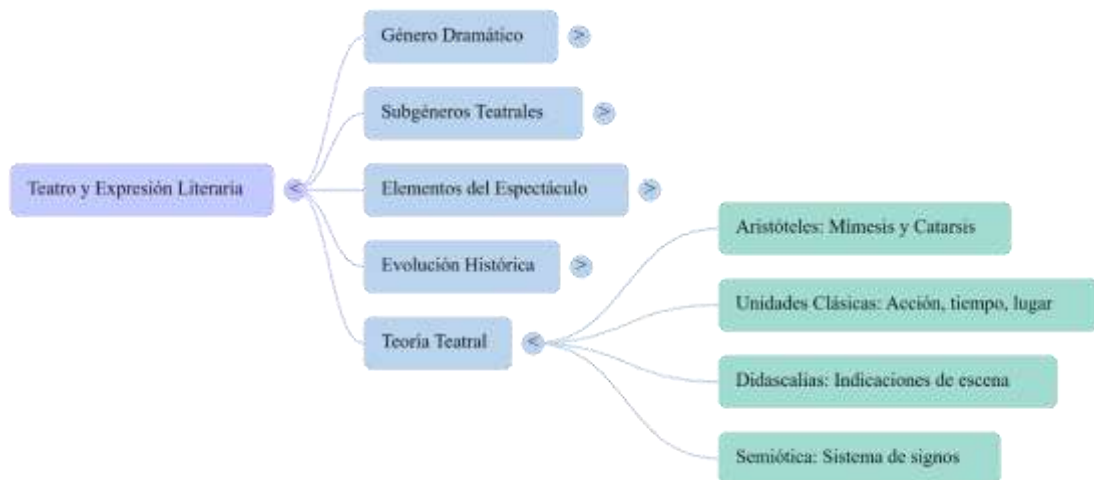 Teatro y Expresión Literaria
<
Género Dramático
>
Subgéneros Teatrales
>
Elementos del Espectáculo
>
Evolución Histórica
>
Teoría Teatral
<
Aristóteles: Mímesis y Catarsis
Unidades Clásicas: Acción, tiempo, lugar
Didascalias: Indicaciones de escena
Semiótica: Sistema de signos